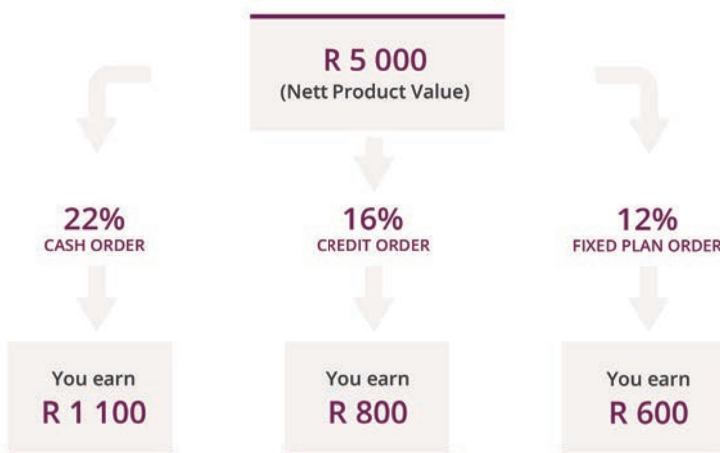 R 5 000
(Nett Product Value)
22%
CASH ORDER
16%
CREDIT ORDER
12%
FIXED PLAN ORDER
You earn
R 1 100
You earn
R 800
You earn
R 600